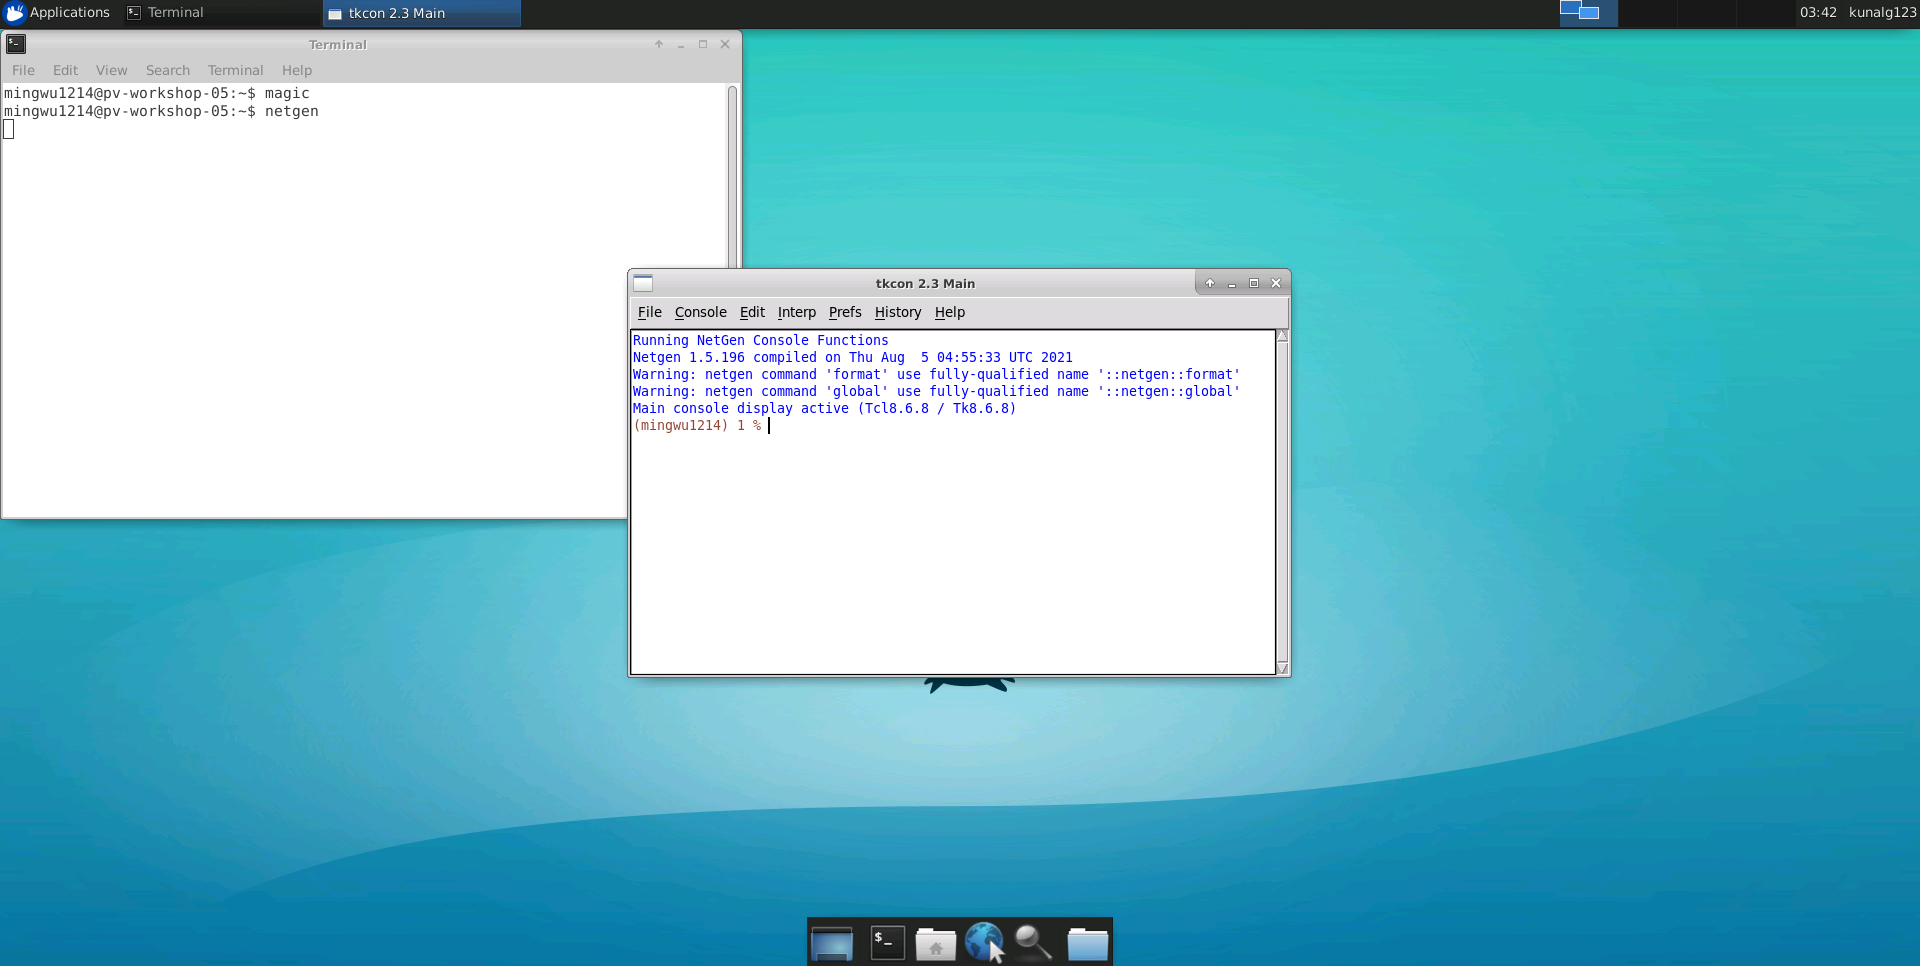 Applications
Terminal
tkcon 2.3 Main
03:42
kunalg123
Terminal
File Edit View Search Terminal Help
mingwu1214@pv-workshop-05:~$ magic
mingwu1214@pv-workshop-05:~$ netgen
tkcon 2.3 Main
File Console Edit Interp Prefs History Help
Running NetGen Console Functions
Netgen 1.5.196 compiled on Thu Aug  5 04:55:33 UTC 2021
Warning: netgen command 'format' use fully-qualified name '::netgen::format'
Warning: netgen command 'global' use fully-qualified name '::netgen::global'
Main console display active (Tcl8.6.8 / Tk8.6.8)
(mingwu1214) 1 %
$_